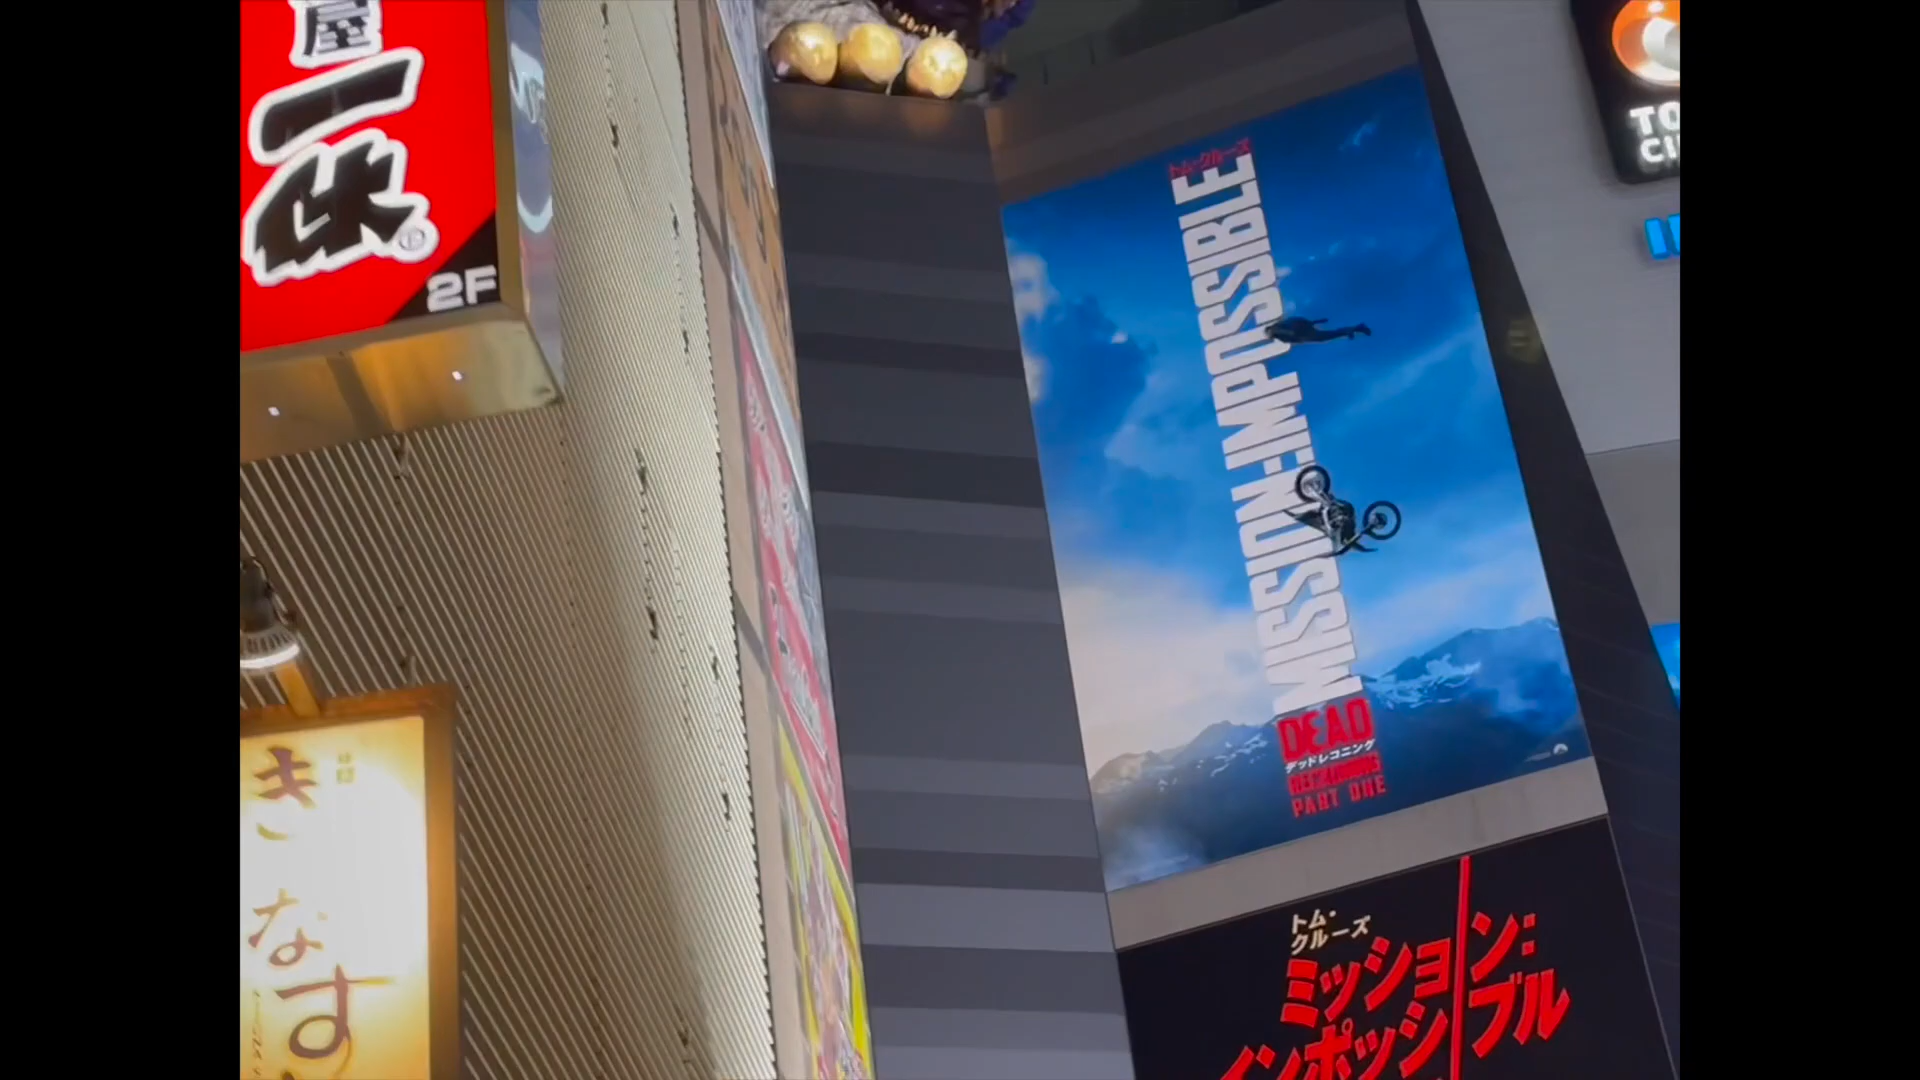 屋
一休
2F
きなす
トム・クルーズ
MISSION:IMPOSSIBLE
DEAD
デッドレコニング
RECKONING
PART ONE
トム・
クルーズ
ミッション:
インポッシブル
TO
CI